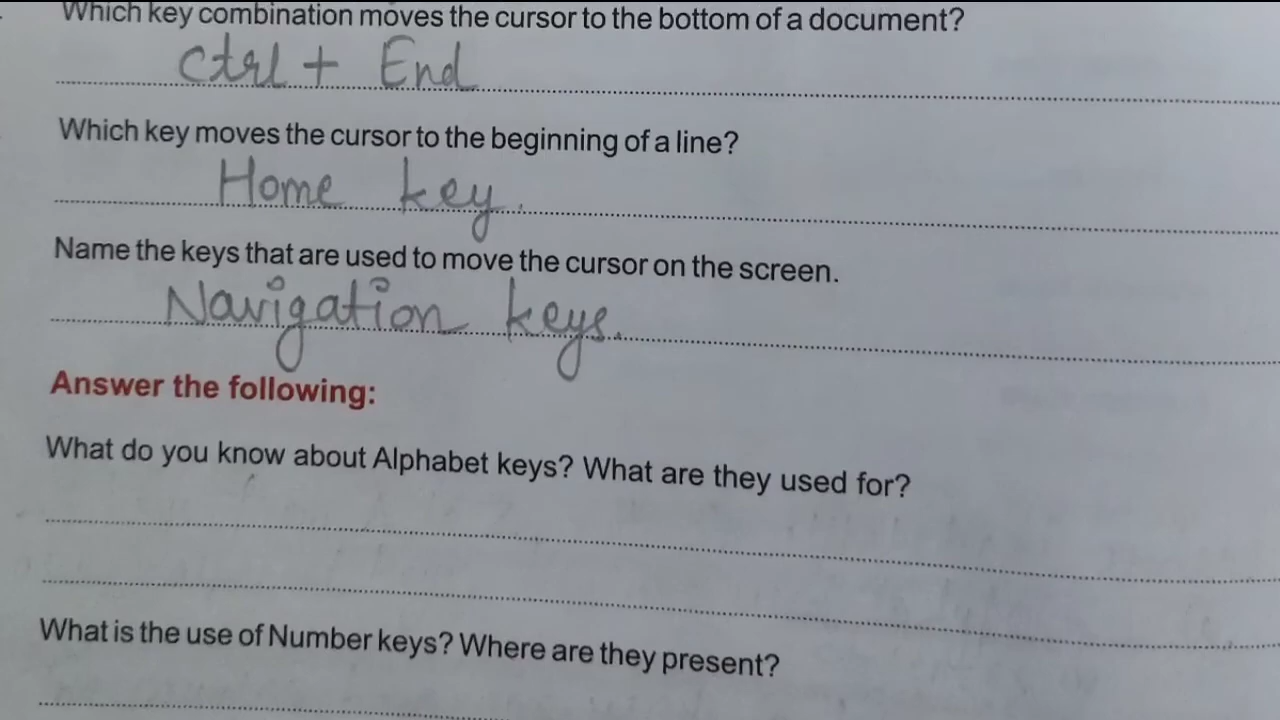 Which key combination moves the cursor to the bottom of a document?
Ctrl + End
Which key moves the cursor to the beginning of a line?
Home key.
Name the keys that are used to move the cursor on the screen.
Navigation keys.
Answer the following:
What do you know about Alphabet keys? What are they used for?
What is the use of Number keys? Where are they present?